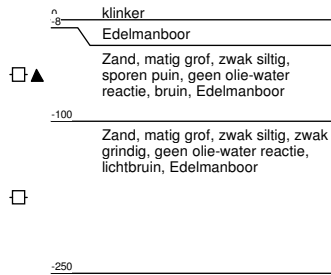 0
klinker
-8
Edelmanboor
Zand, matig grof, zwak siltig,
sporen puin, geen olie-water
reactie, bruin, Edelmanboor
-100
Zand, matig grof, zwak siltig, zwak
grindig, geen olie-water reactie,
lichtbruin, Edelmanboor
-250